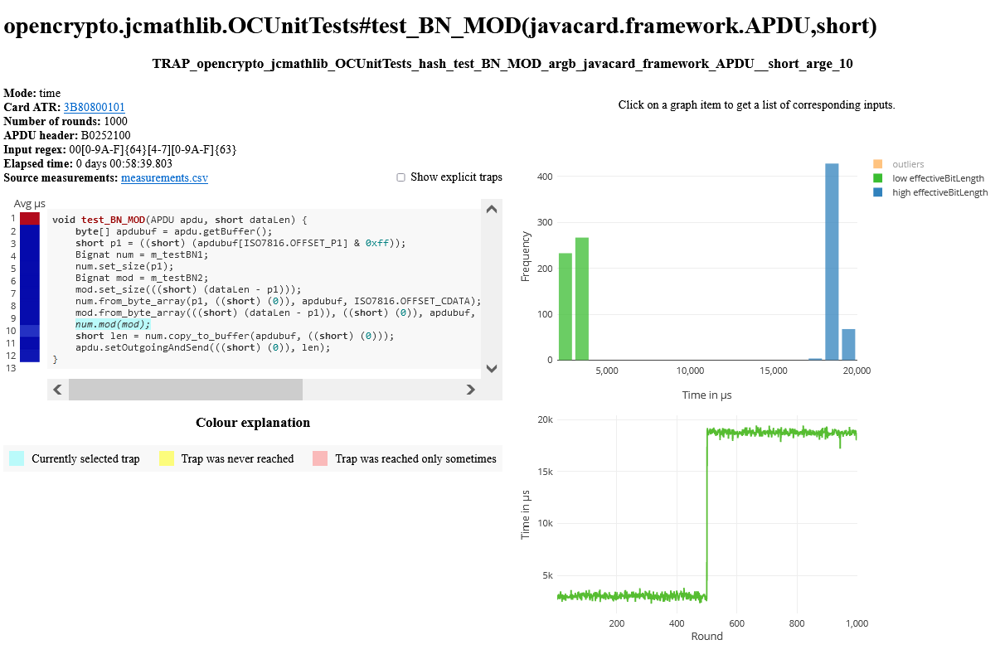 opencrypto.jcmathlib.OCUnitTests#test_BN_MOD(javacard.framework.APDU,short)
TRAP_opencrypto_jcmathlib_OCUnitTests_hash_test_BN_MOD_argb_javacard_framework_APDU__short_arge_10
Mode: time
Card ATR: 3B80800101
Number of rounds: 1000
APDU header: B0252100
Input regex: 00[0-9A-F]{64}[4-7][0-9A-F]{63}
Elapsed time: 0 days 00:58:39.803
Source measurements: measurements.csv
Show explicit traps
Avg µs
1
2
3
4
5
6
7
8
9
10
11
12
13
void test_BN_MOD(APDU apdu, short dataLen) {
byte[] apdubuf = apdu.getBuffer();
short p1 = ((short) (apdubuf[ISO7816.OFFSET_P1] & 0xff));
Bignat num = m_testBN1;
num.set_size(p1);
Bignat mod = m_testBN2;
mod.set_size(((short) (dataLen - p1)));
num.from_byte_array(p1, ((short) (0)), apdubuf, ISO7816.OFFSET_CDATA);
mod.from_byte_array(((short) (dataLen - p1)), ((short) (0)), apdubuf,
num.mod(mod);
short len = num.copy_to_buffer(apdubuf, ((short) (0)));
apdu.setOutgoingAndSend(((short) (0)), len);
}
Colour explanation
Currently selected trap
Trap was never reached
Trap was reached only sometimes
Click on a graph item to get a list of corresponding inputs.
outliers
low effectiveBitLength
high effectiveBitLength
Frequency
400
300
200
100
0
5,000
10,000
15,000
20,000
Time in µs
Time in µs
20k
15k
10k
5k
200
400
600
800
1,000
Round